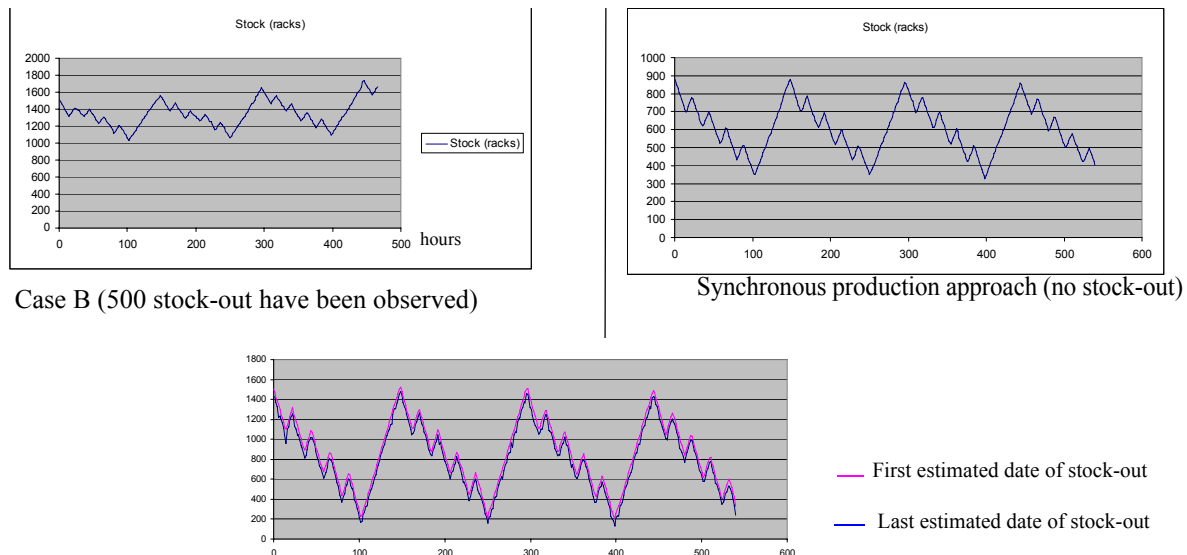 Stock (racks)
2000
1800
1600
1400
1200
1000
800
600
400
200
0
0 100 200 300 400 500
hours
Stock (racks)
Case B (500 stock-out have been observed)
Stock (racks)
1000
900
800
700
600
500
400
300
200
100
0
0 100 200 300 400 500 600
Synchronous production approach (no stock-out)
1800
1600
1400
1200
1000
800
600
400
200
0
0 100 200 300 400 500 600
First estimated date of stock-out
Last estimated date of stock-out